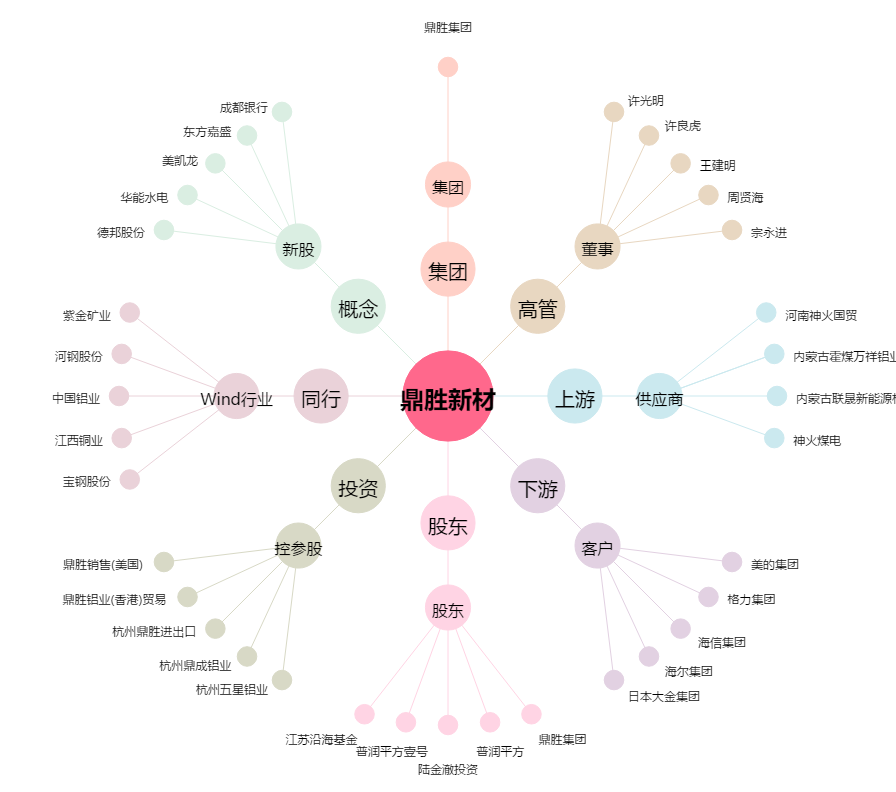 鼎胜集团
成都银行
许光明
东方嘉盛
许良虎
美凯龙
王建明
华能水电
周贤海
德邦股份
宗永进
集团
新股
董事
集团
概念
高管
紫金矿业
河南神火国贸
河钢股份
内蒙古霍煤万祥铝业
中国铝业
Wind行业
同行
鼎胜新材
上游
供应商
内蒙古联晟新能源
江西铜业
神火煤电
宝钢股份
投资
下游
股东
控参股
客户
鼎胜销售(美国)
美的集团
鼎胜铝业(香港)贸易
格力集团
股东
杭州鼎胜进出口
海信集团
杭州鼎成铝业
海尔集团
杭州五星铝业
日本大金集团
江苏沿海基金
普润平方壹号
陆金澈投资
普润平方
鼎胜集团